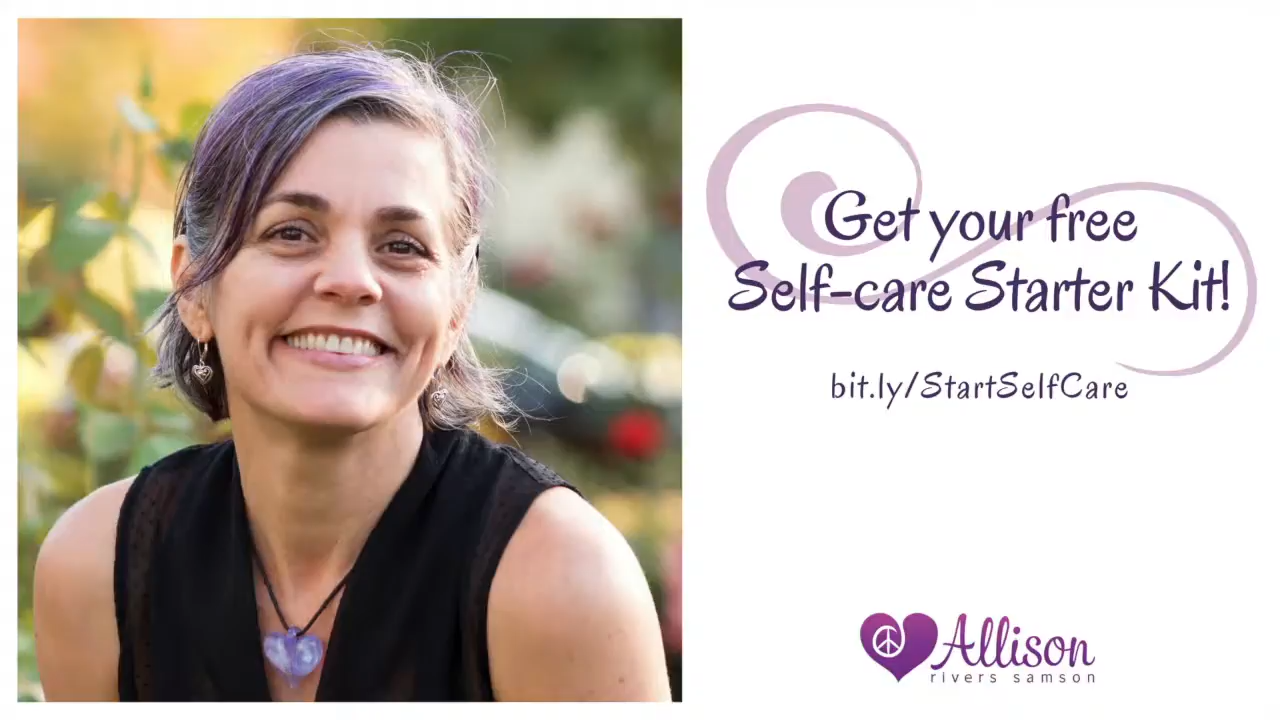 Get your free
Self-care Starter Kit!
bit.ly/StartSelfCare
Allison
rivers samson